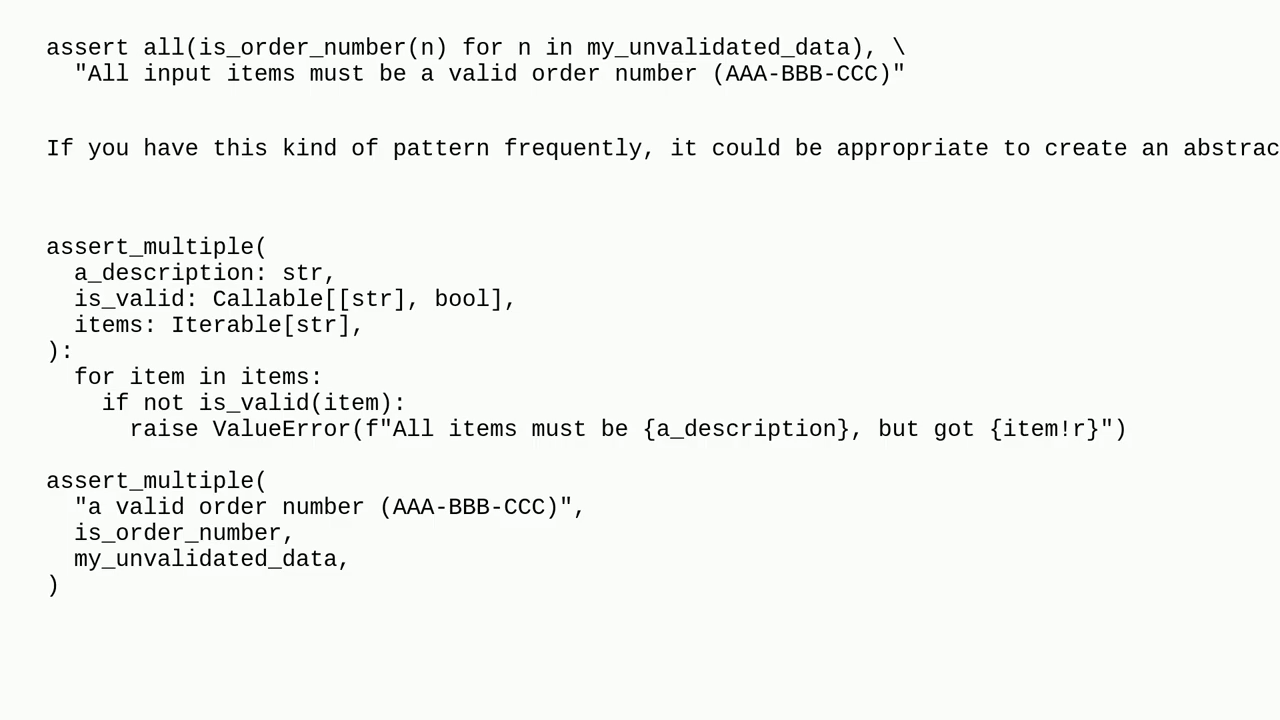 assert all(is_order_number(n) for n in my_unvalidated_data), \
  "All input items must be a valid order number (AAA-BBB-CCC)"
If you have this kind of pattern frequently, it could be appropriate to create an abstrac
assert_multiple(
  a_description: str,
  is_valid: Callable[[str], bool],
  items: Iterable[str],
):
  for item in items:
    if not is_valid(item):
      raise ValueError(f"All items must be {a_description}, but got {item!r}")
assert_multiple(
  "a valid order number (AAA-BBB-CCC)",
  is_order_number,
  my_unvalidated_data,
)